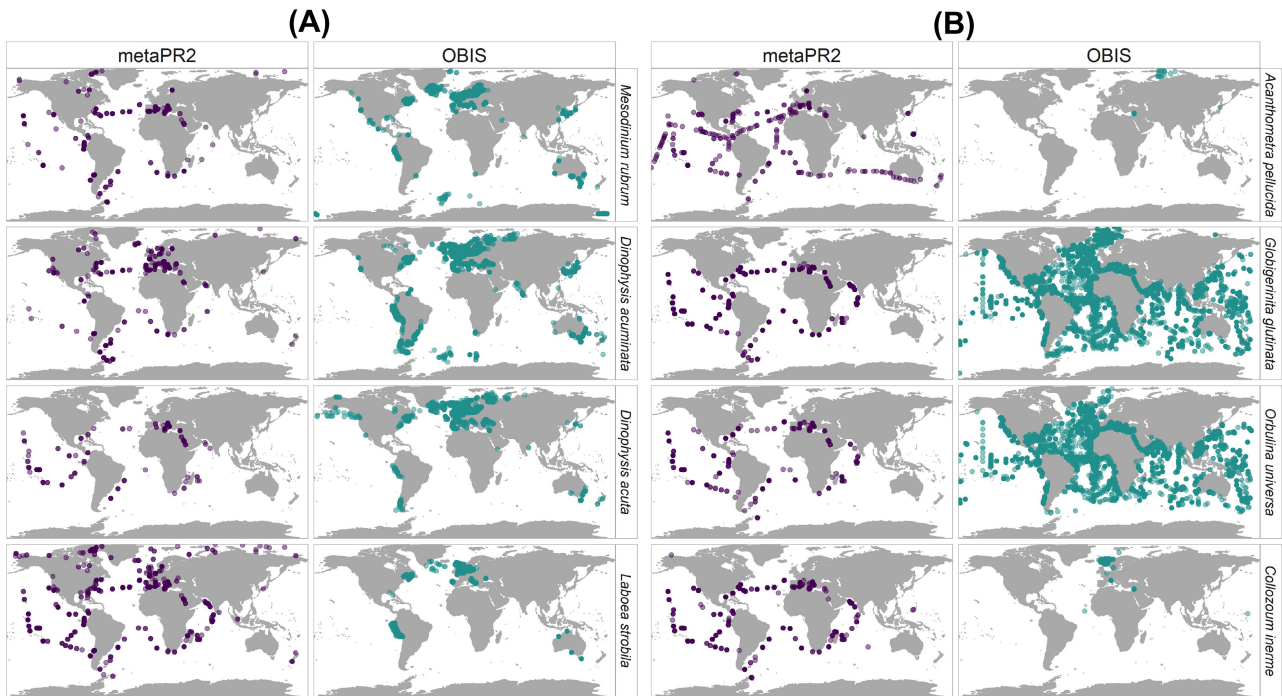 (A)
(B)
metaPR2
OBIS
metaPR2
OBIS
Mesodinium rubrum
Acanthometra pellucida
Dinophysis acuminata
Globigerinita glutinata
Dinophysis acuta
Orbulina universa
Laboea strobila
Collozoum inerme